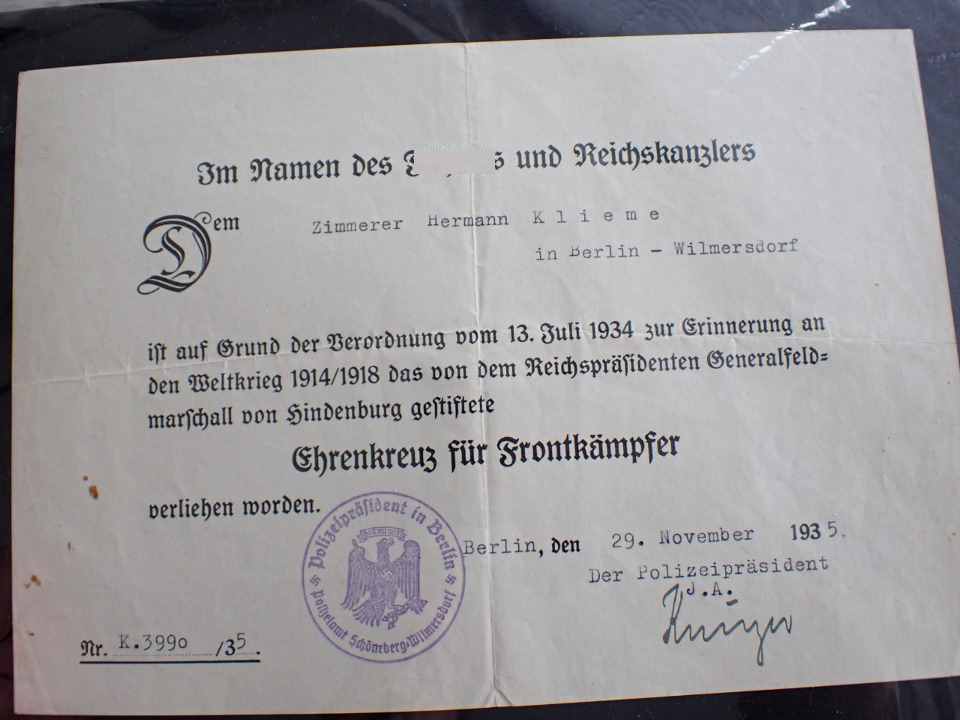 Im Namen des und Reichskanzlers
Dem Zimmerer Hermann Klieme
in Berlin - Wilmersdorf
ist auf Grund der Verordnung vom 13. Juli 1934 zur Erinnerung an
den Weltkrieg 1914/1918 das von dem Reichspräsidenten Generalfeld=
marschall von Hindenburg gestiftete
Ehrenkreuz für Frontkämpfer
verliehen worden.
Polizeipräsident in Berlin
Polizeiamt Schöneberg-Wilmersdorf
Berlin, den 29. November 1935.
Der Polizeipräsident
J.A.
Nr. K.3990 /35.